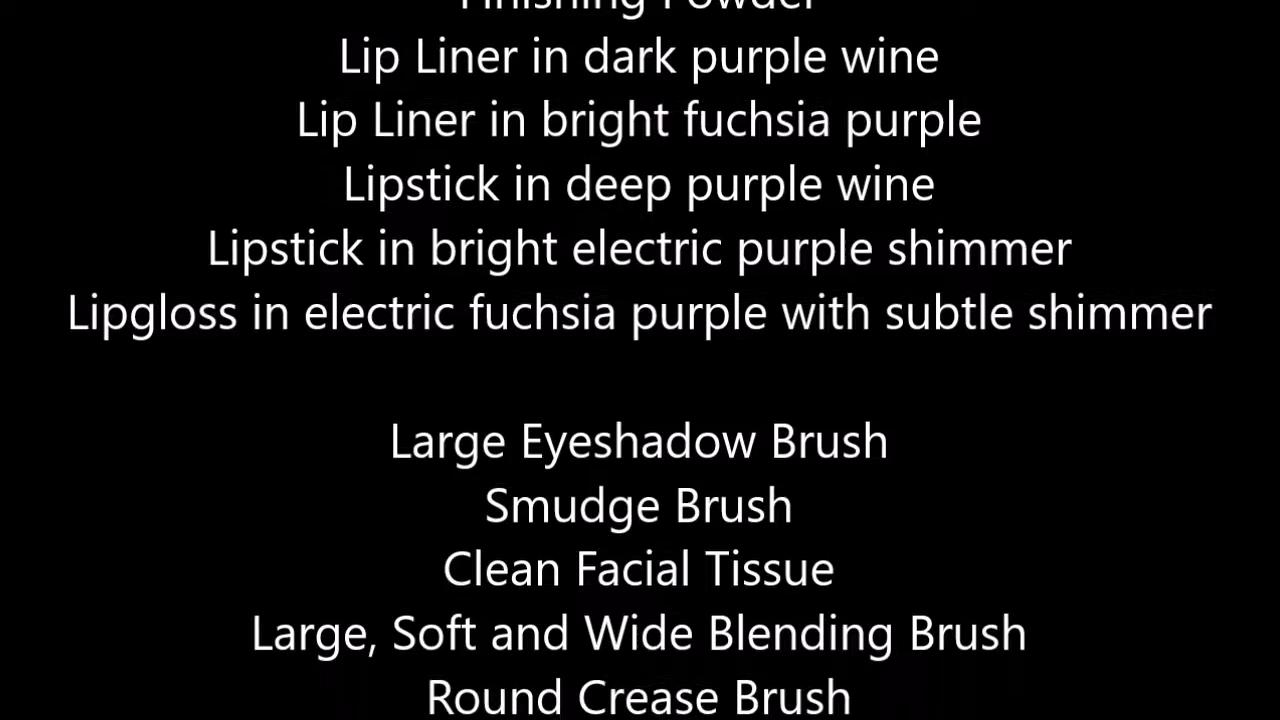 Finishing Powder
Lip Liner in dark purple wine
Lip Liner in bright fuchsia purple
Lipstick in deep purple wine
Lipstick in bright electric purple shimmer
Lipgloss in electric fuchsia purple with subtle shimmer
Large Eyeshadow Brush
Smudge Brush
Clean Facial Tissue
Large, Soft and Wide Blending Brush
Round Crease Brush